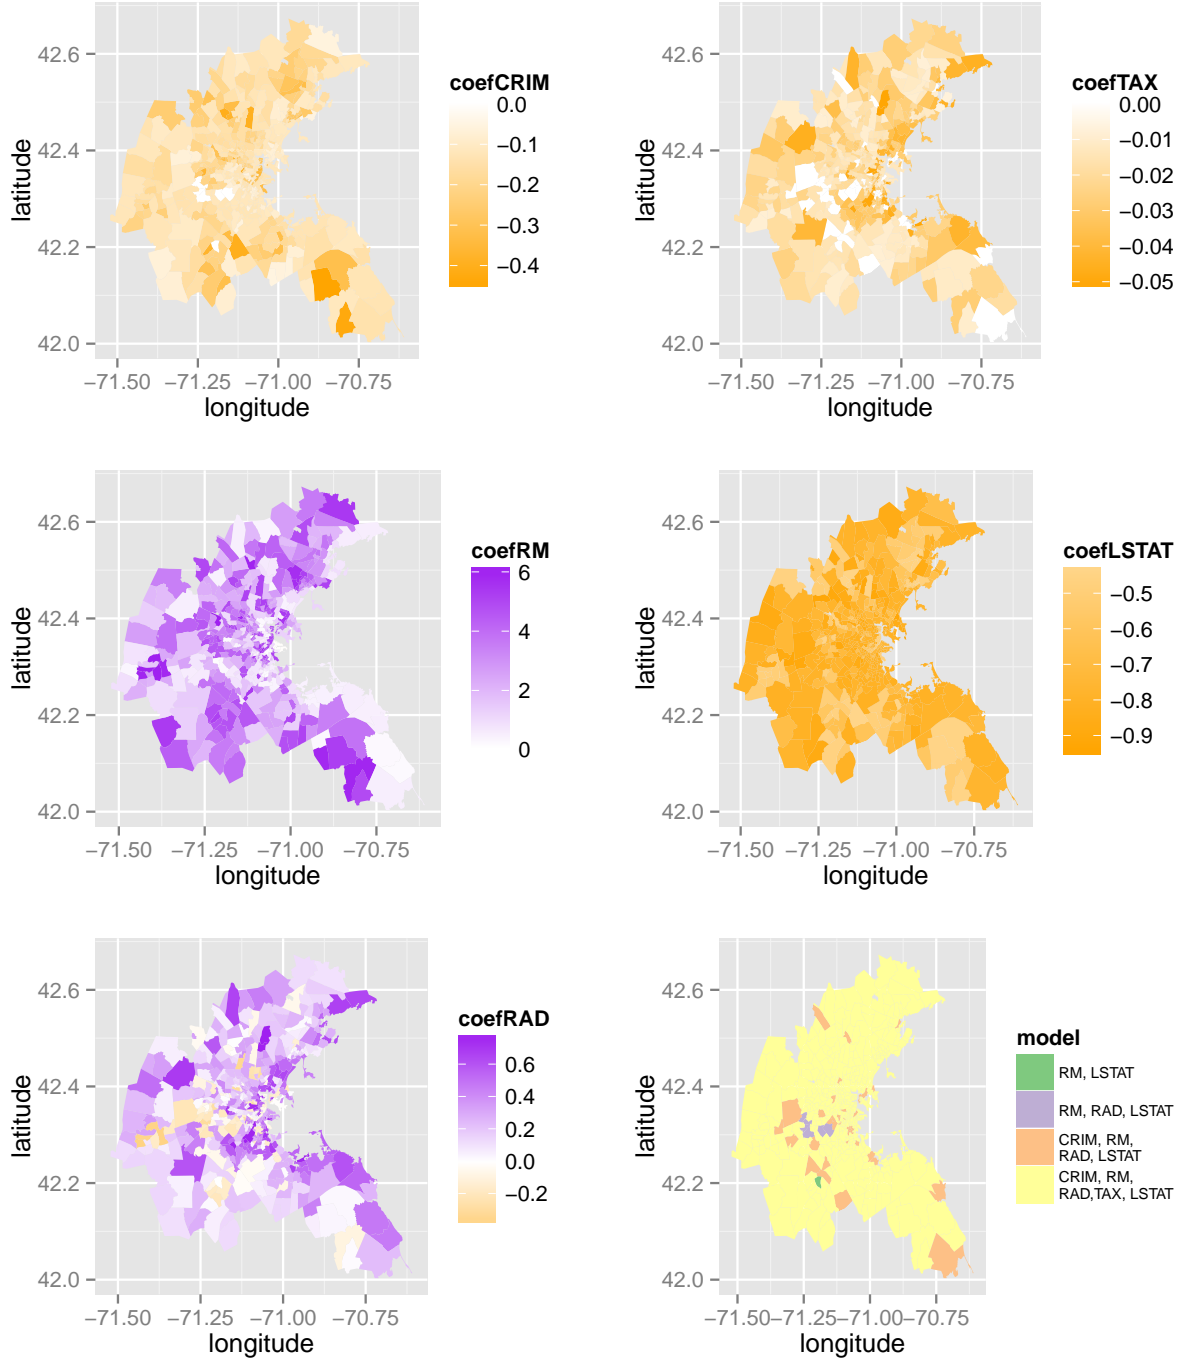 coefCRIM
0.0
−0.1
−0.2
−0.3
−0.4
42.6
42.4
42.2
42.0
latitude
−71.50 −71.25 −71.00 −70.75
longitude
coefTAX
0.00
−0.01
−0.02
−0.03
−0.04
−0.05
42.6
42.4
42.2
42.0
latitude
−71.50 −71.25 −71.00 −70.75
longitude
coefRM
6
4
2
0
42.6
42.4
42.2
42.0
latitude
−71.50 −71.25 −71.00 −70.75
longitude
coefLSTAT
−0.5
−0.6
−0.7
−0.8
−0.9
42.6
42.4
42.2
42.0
latitude
−71.50 −71.25 −71.00 −70.75
longitude
coefRAD
0.6
0.4
0.2
0.0
−0.2
42.6
42.4
42.2
42.0
latitude
−71.50 −71.25 −71.00 −70.75
longitude
model
RM, LSTAT
RM, RAD, LSTAT
CRIM, RM,
RAD, LSTAT
CRIM, RM,
RAD,TAX, LSTAT
42.6
42.4
42.2
42.0
latitude
−71.50−71.25−71.00−70.75
longitude